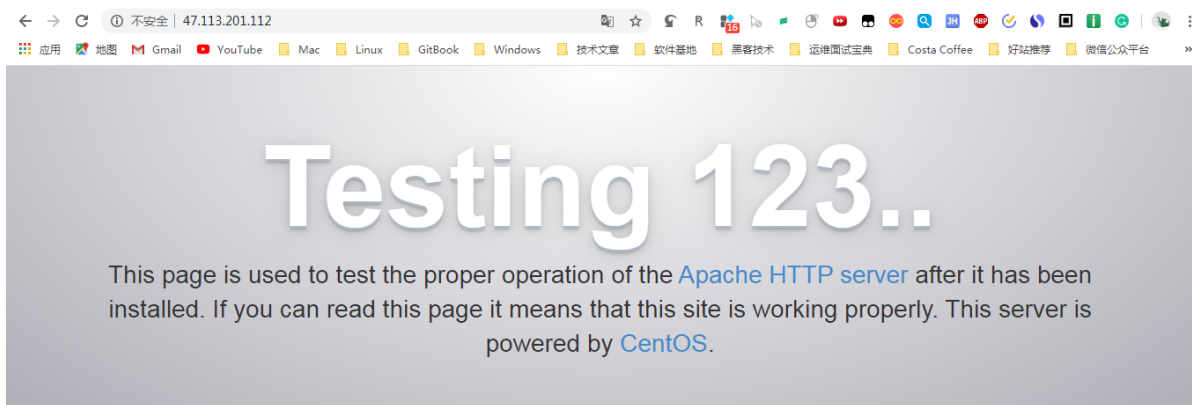 不安全 | 47.113.201.112
R 16 JH ABP
应用 地图 Gmail YouTube Mac Linux GitBook Windows 技术文章 软件基地 黑客技术 运维面试宝典 Costa Coffee 好站推荐 微信公众平台 »
Testing 123..
This page is used to test the proper operation of the Apache HTTP server after it has been
installed. If you can read this page it means that this site is working properly. This server is
powered by CentOS.